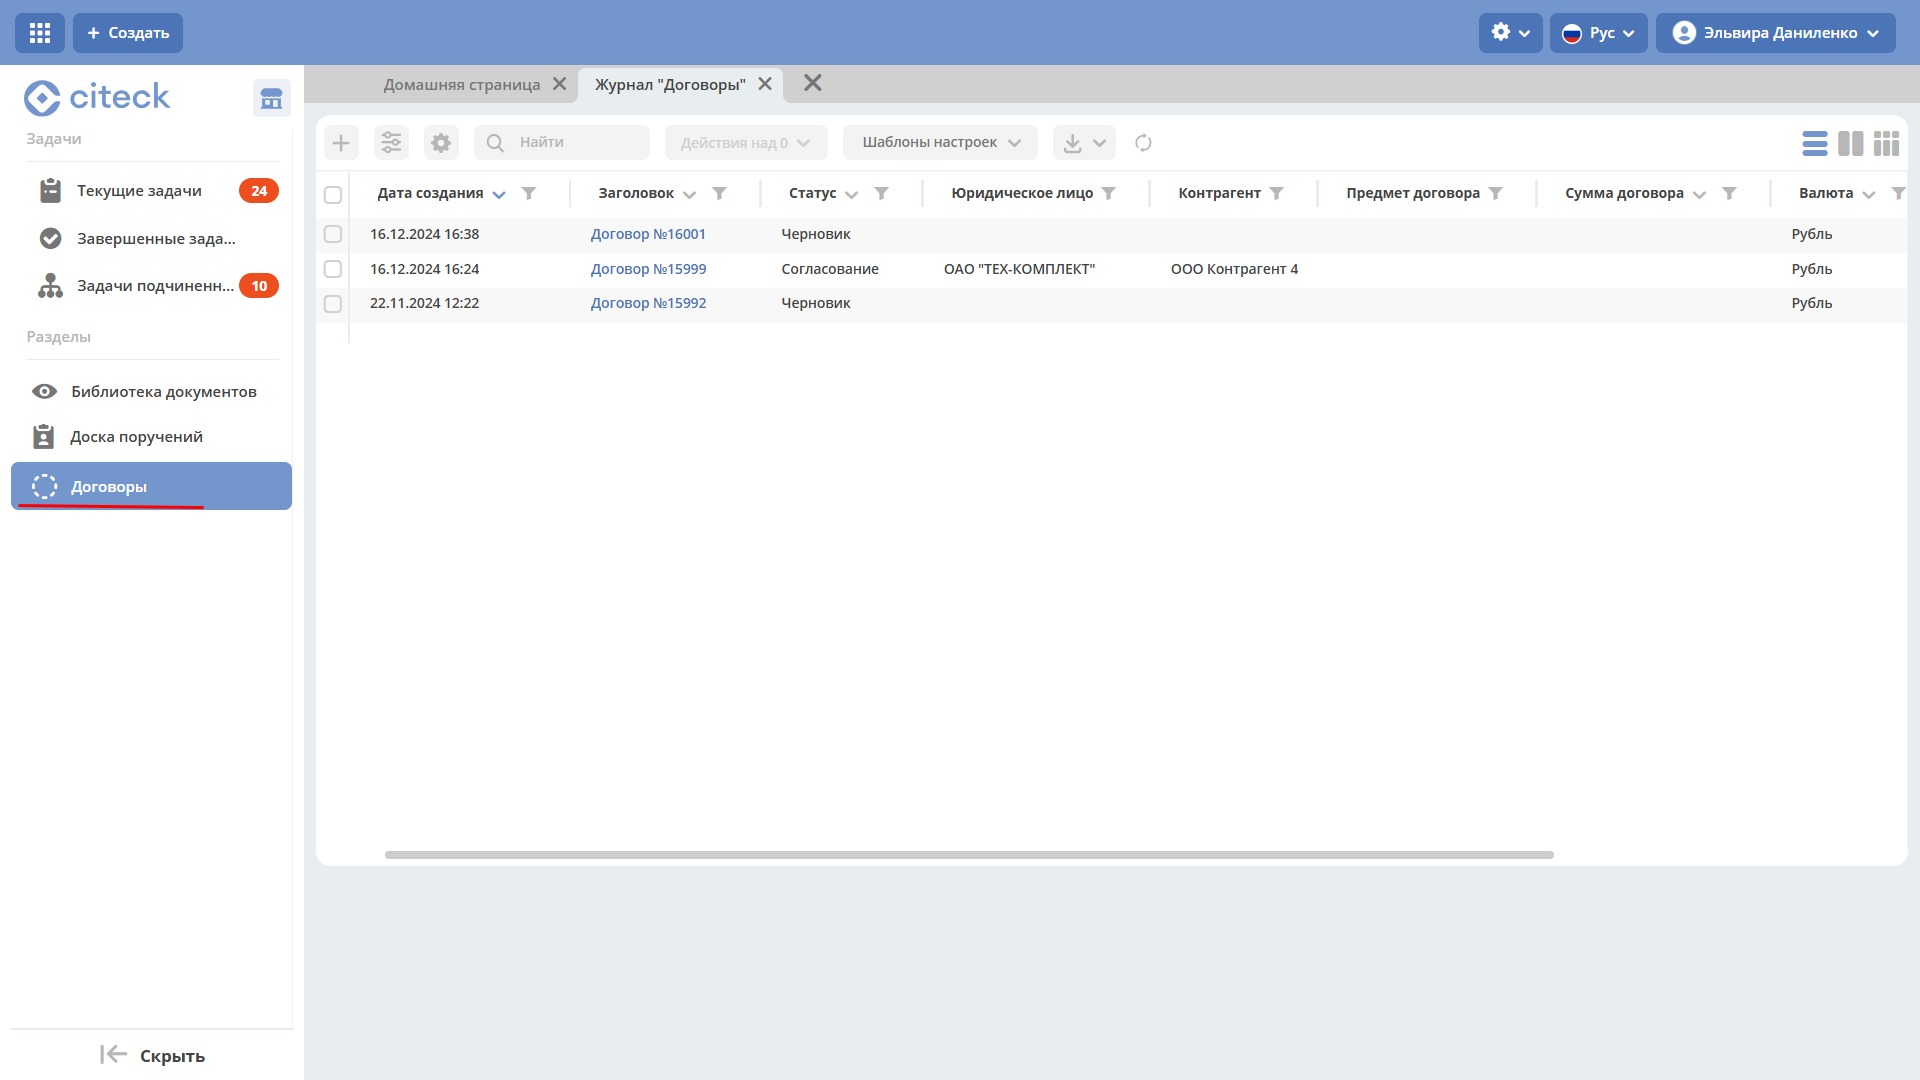 + Создать
Рус
Эльвира Даниленко
citeck
Домашняя страница
Журнал "Договоры"
Задачи
Текущие задачи 24
Завершенные зада...
Задачи подчиненн... 10
Разделы
Библиотека документов
Доска поручений
Договоры
Скрыть
Найти
Действия над 0
Шаблоны настроек
Дата создания Заголовок Статус Юридическое лицо Контрагент Предмет договора Сумма договора Валюта
16.12.2024 16:38 Договор №16001 Черновик Рубль
16.12.2024 16:24 Договор №15999 Согласование ОАО "ТЕХ-КОМПЛЕКТ" ООО Контрагент 4 Рубль
22.11.2024 12:22 Договор №15992 Черновик Рубль